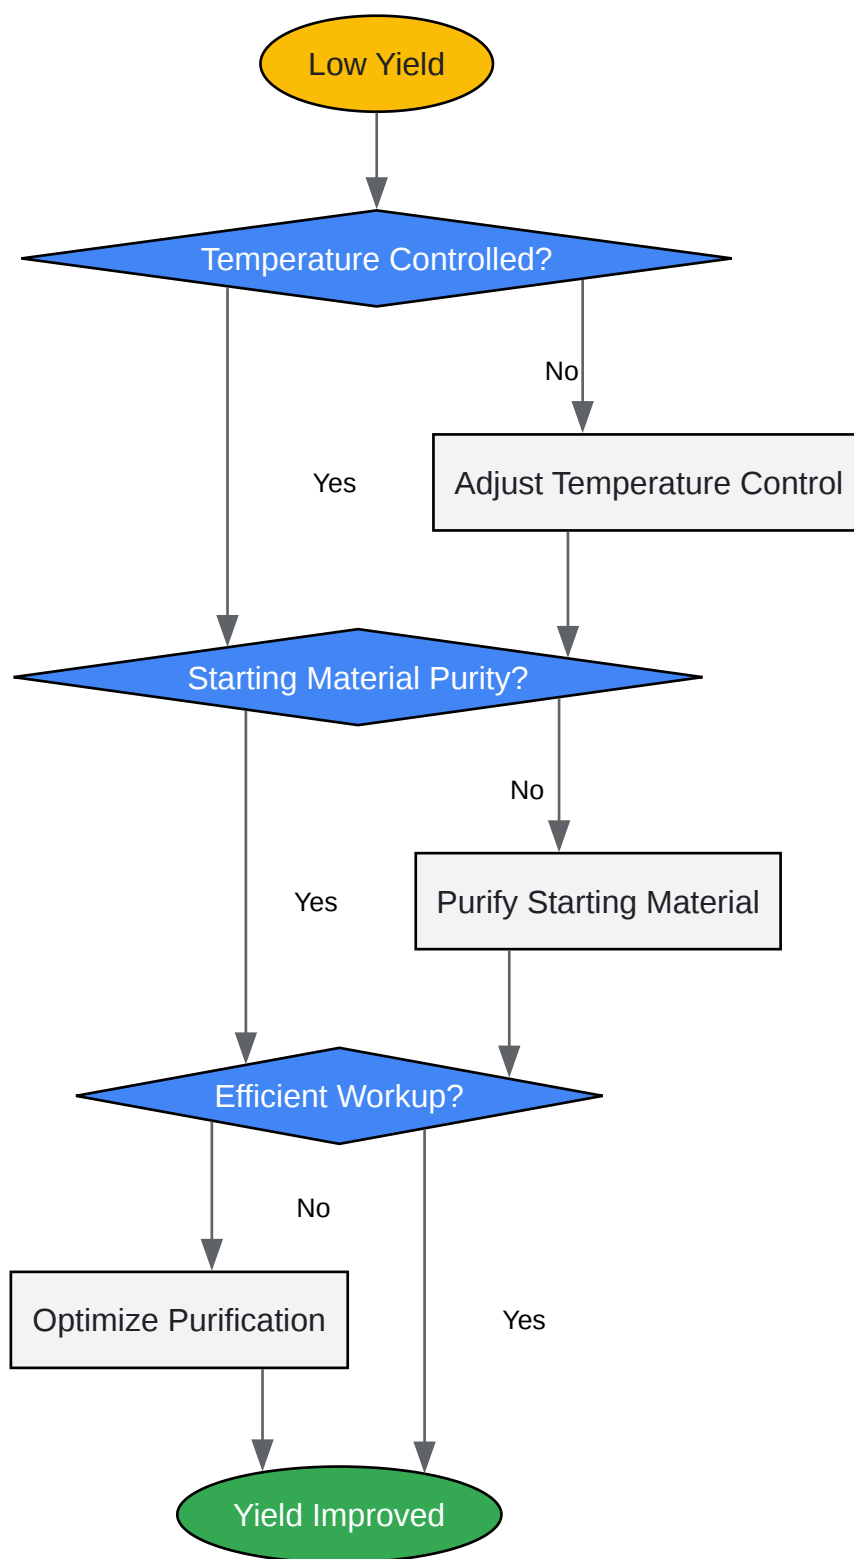 Low Yield
Temperature Controlled?
No
Yes
Adjust Temperature Control
Starting Material Purity?
No
Yes
Purify Starting Material
Efficient Workup?
No
Optimize Purification
Yes
Yield Improved